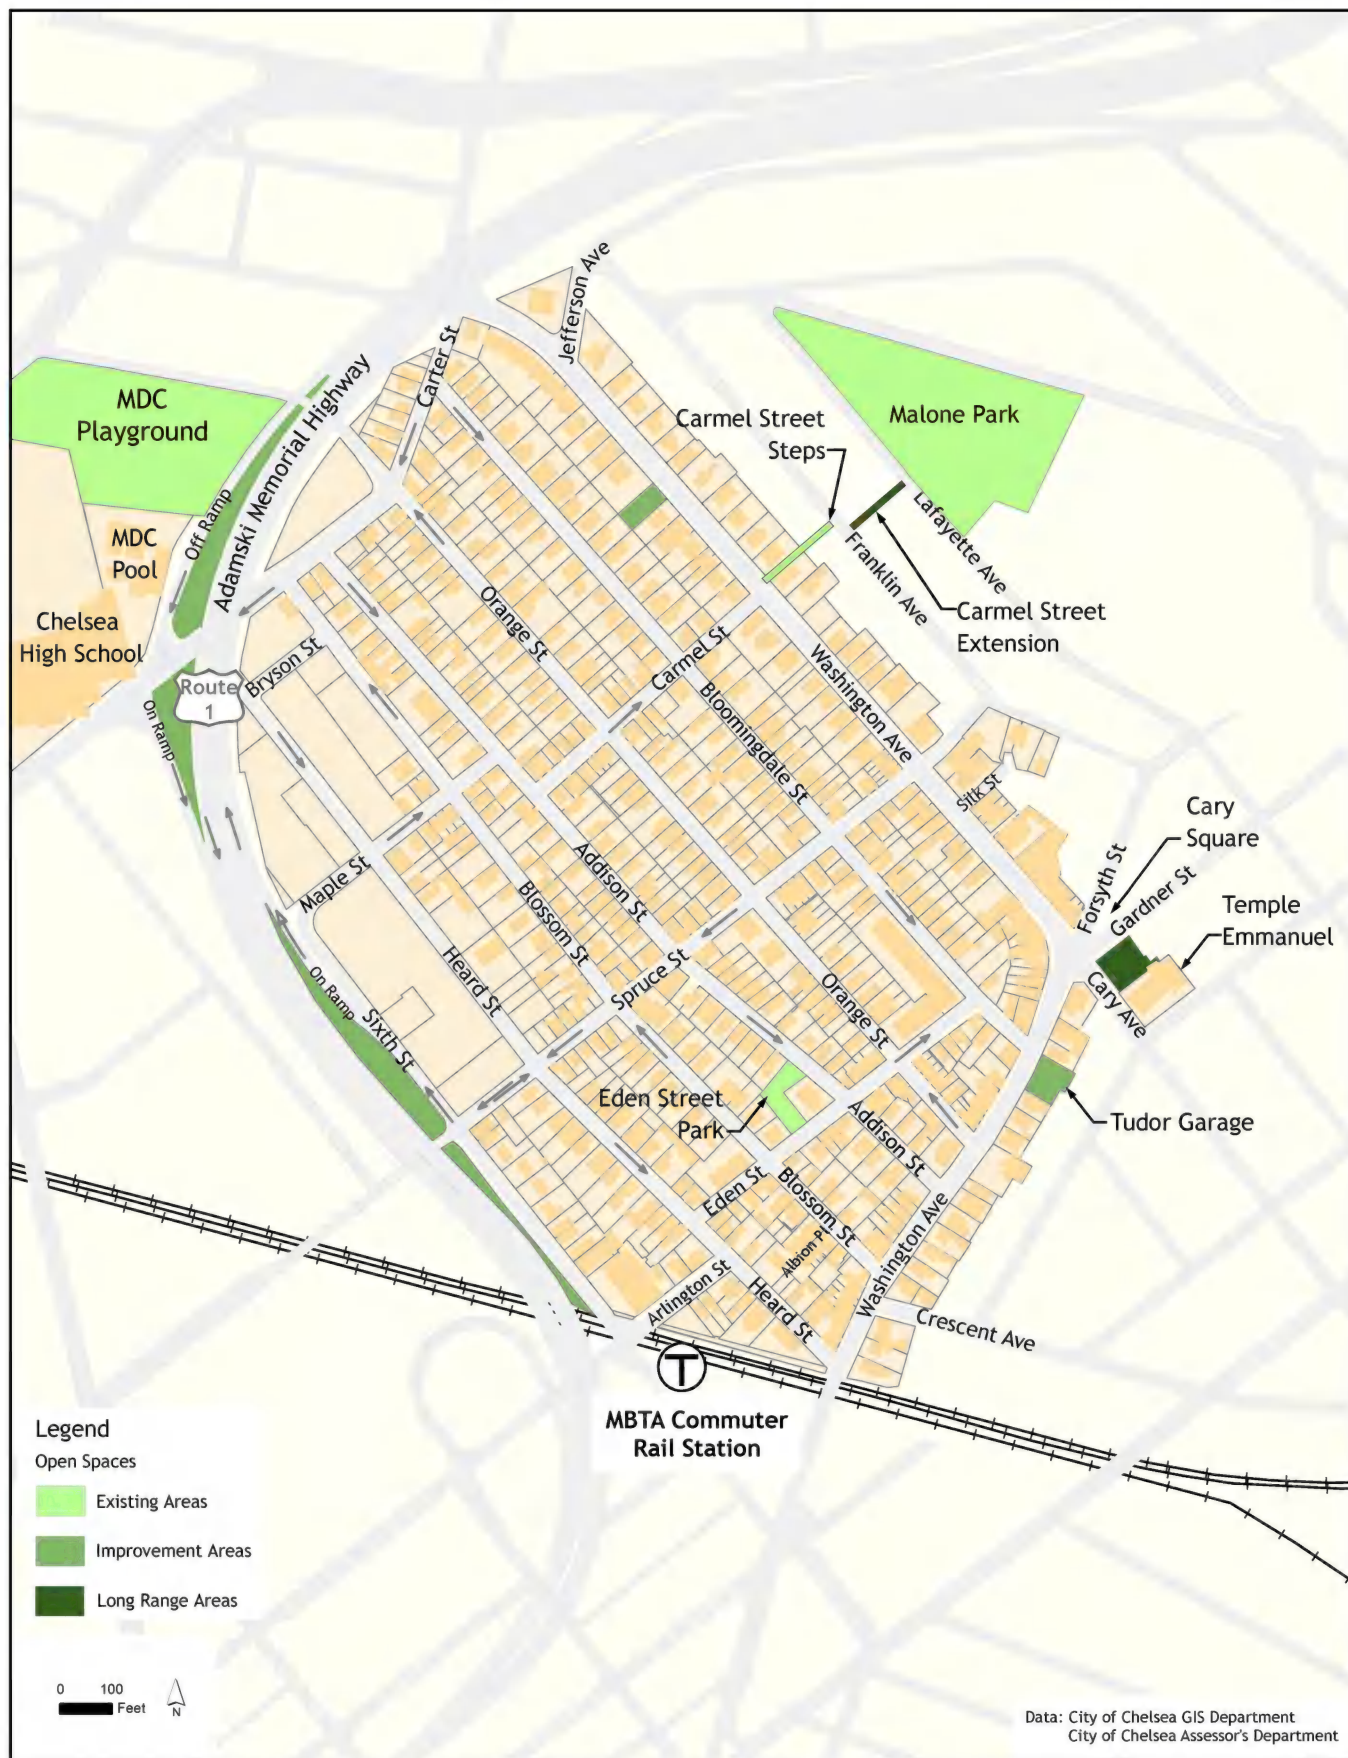 Jefferson Ave
Carter St
MDC
Playground
Adamski Memorial Highway
Off Ramp
MDC
Pool
Chelsea
High School
Malone Park
Carmel Street
Steps
Lafayette Ave
Franklin Ave
Carmel Street
Extension
Orange St
Carmel St
Washington Ave
Bryson St
Route
1
On Ramp
Bloomingdale St
Silk St
Cary
Square
Forsyth St
Gardner St
Temple
Emmanuel
Cary Ave
Maple St
Addison St
Blossom St
Heard St
Spruce St
Orange St
On Ramp
Sixth St
Eden Street
Park
Addison St
Tudor Garage
Eden St
Blossom St
Albion Pl
Washington Ave
Arlington St
Heard St
Crescent Ave
T
MBTA Commuter
Rail Station
Legend
Open Spaces
Existing Areas
Improvement Areas
Long Range Areas
0 100
Feet
N
Data: City of Chelsea GIS Department
City of Chelsea Assessor's Department